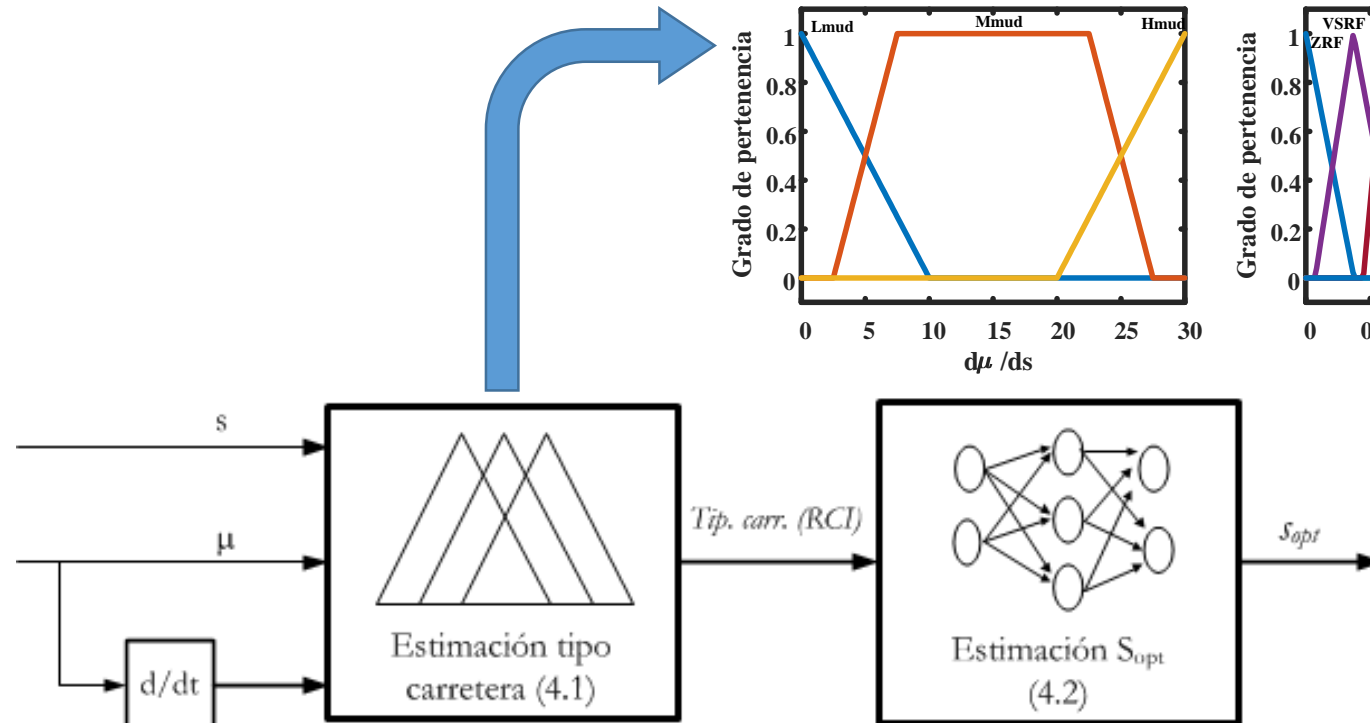 Lmud Mmud Hmud
Grado de pertenencia
1
0.8
0.6
0.4
0.2
0
0 5 10 15 20 25 30
dμ /ds
VSRF
ZRF
Grado de pertenencia
1
0.8
0.6
0.4
0.2
0
0
s
μ
d/dt
Estimación tipo
carretera (4.1)
Tip. carr. (RCI)
Estimación Sopt
(4.2)
sopt